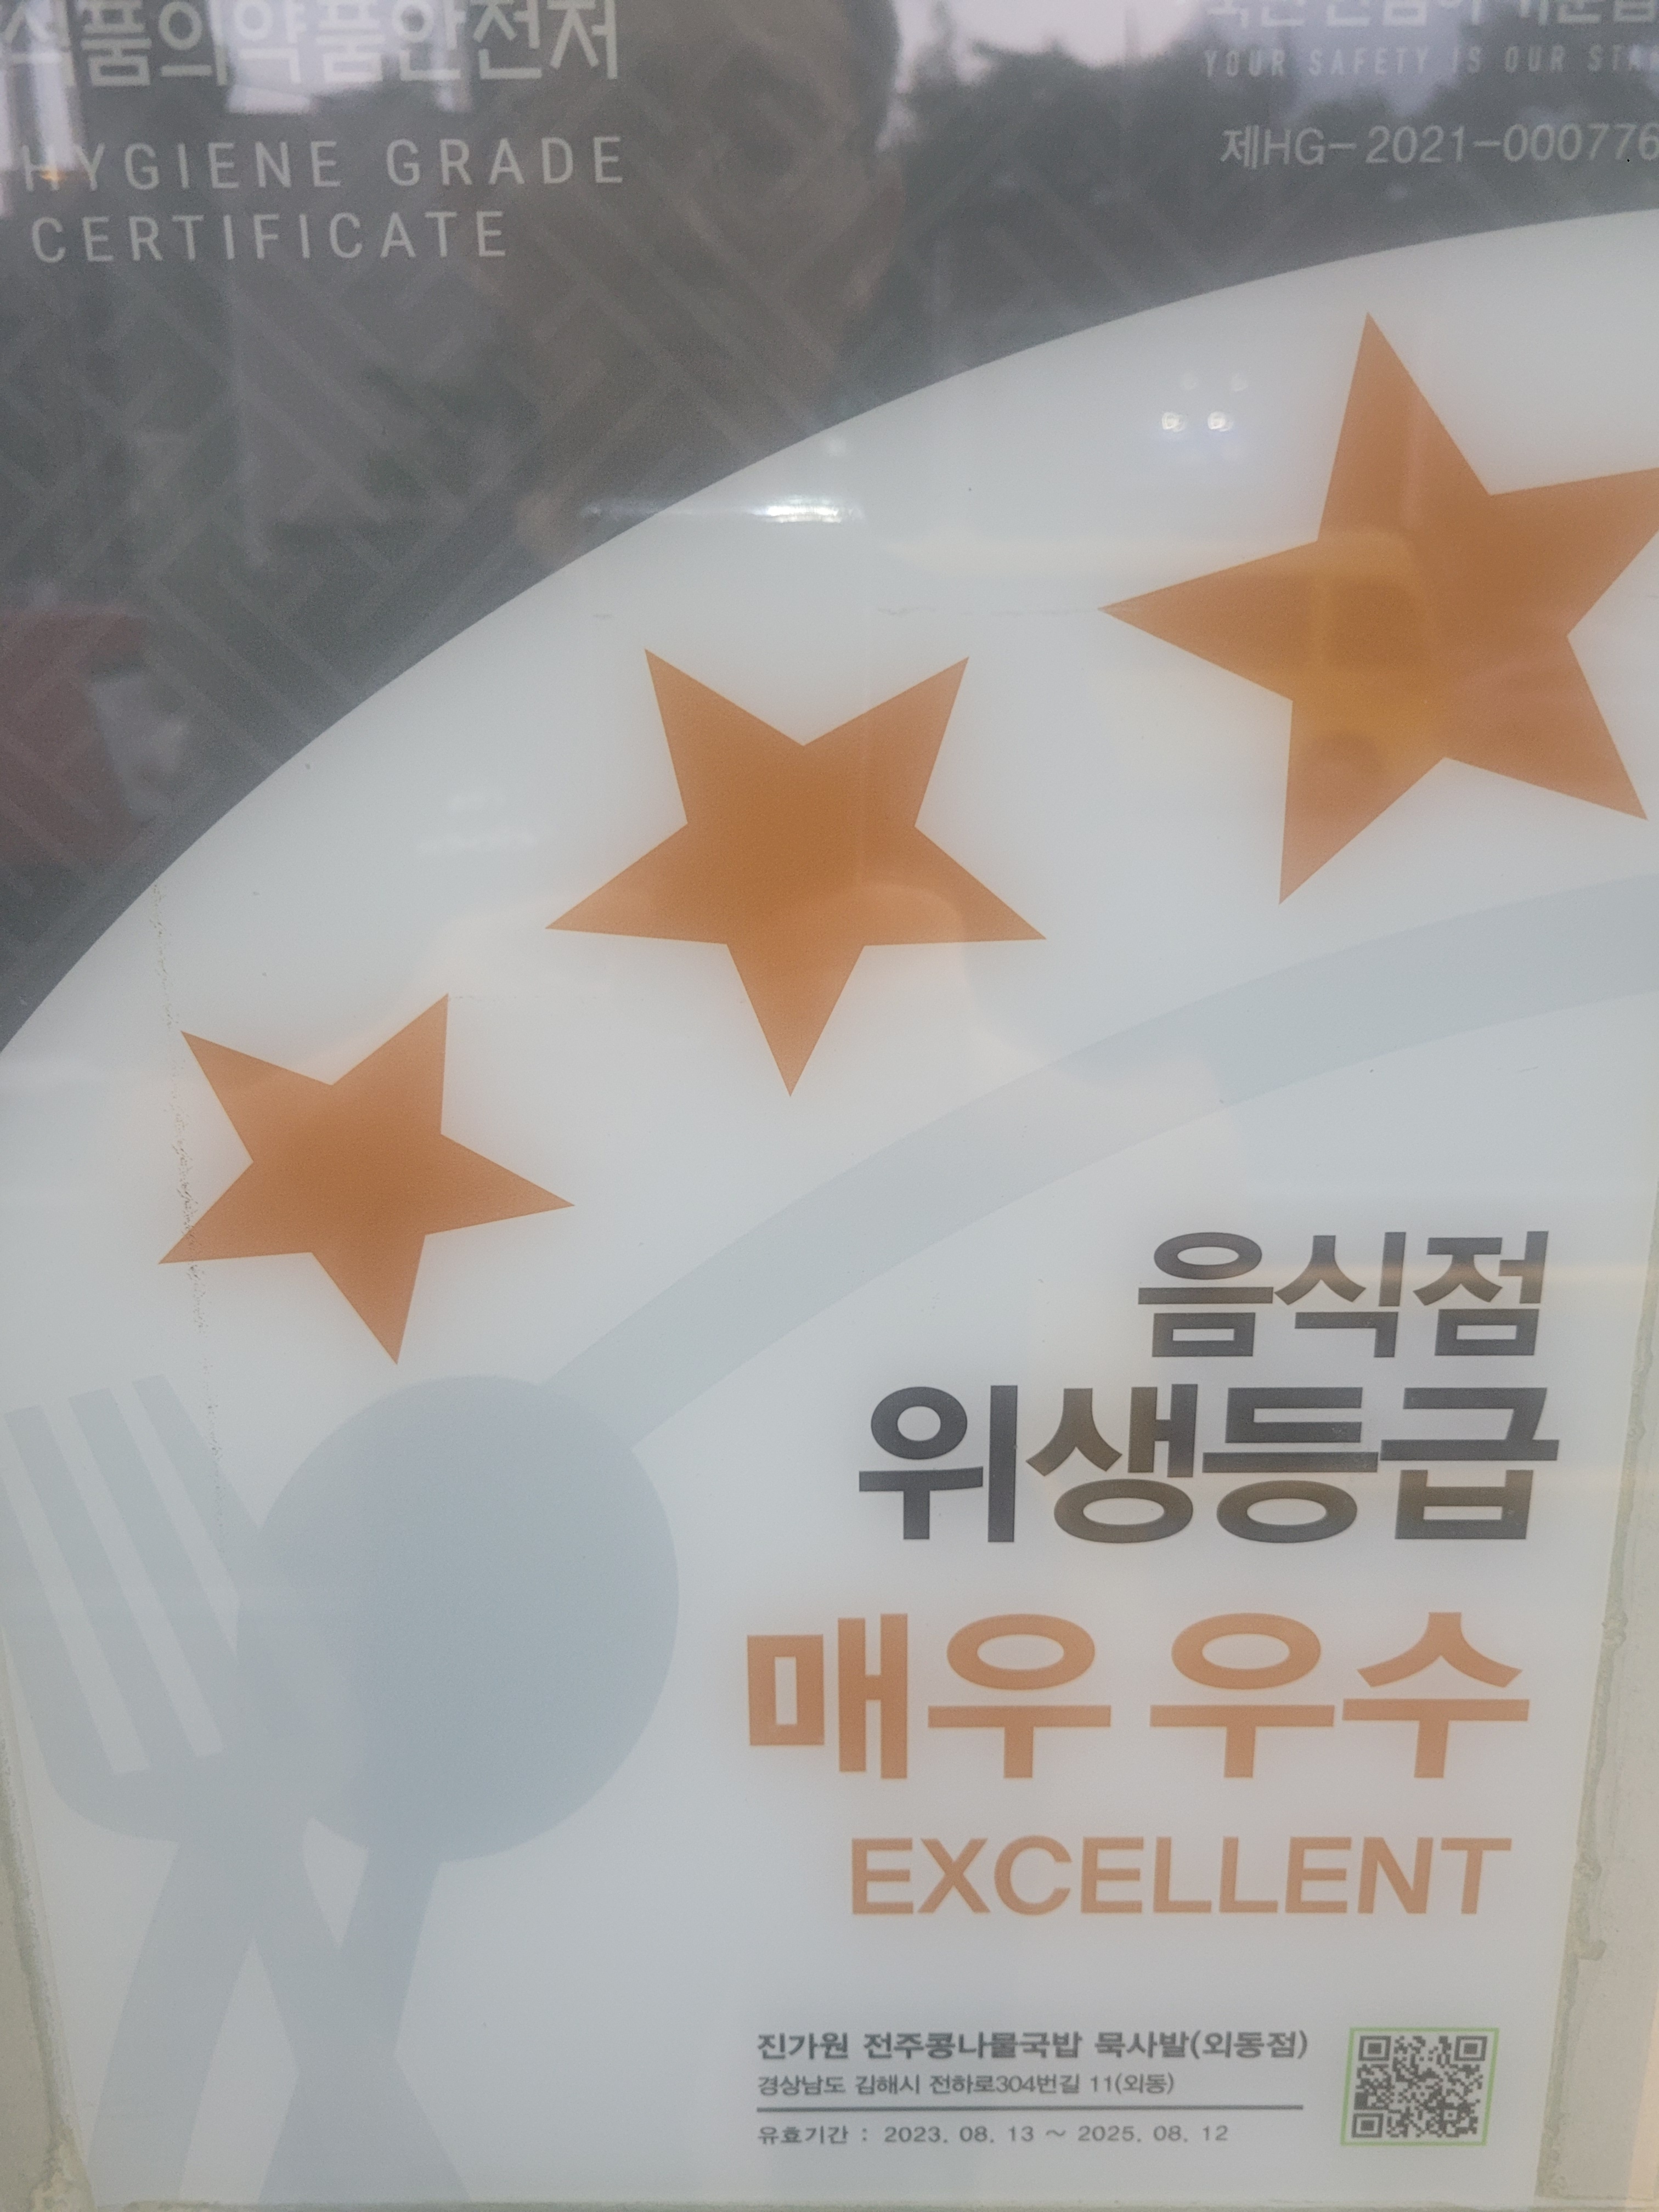 식품의약품안전처
HYGIENE GRADE
CERTIFICATE
YOUR SAFETY IS OUR
제HG-2021-000776
음식점
위생등급
매우 우수
EXCELLENT
진가원 전주콩나물국밥 묵사발(외동점)
경상남도 김해시 전하로304번길 11(외동)
유효기간 : 2023. 08. 13 ~ 2025. 08. 12